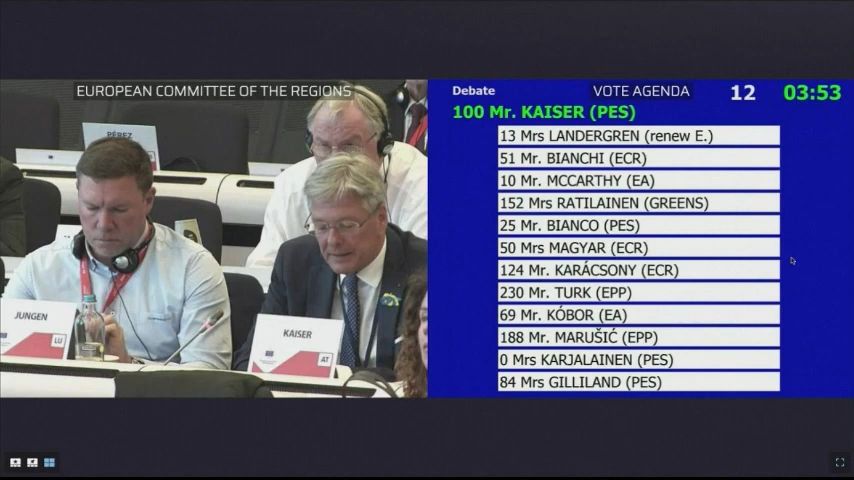 EUROPEAN COMMITTEE OF THE REGIONS
PÉREZ
JUNGEN
LU
KAISER
AT
Debate
VOTE AGENDA
12
03:53
100 Mr. KAISER (PES)
13 Mrs LANDERGREN (renew E.)
51 Mr. BIANCHI (ECR)
10 Mr. MCCARTHY (EA)
152 Mrs RATILAINEN (GREENS)
25 Mr. BIANCO (PES)
50 Mrs MAGYAR (ECR)
124 Mr. KARÁCSONY (ECR)
230 Mr. TURK (EPP)
69 Mr. KÓBOR (EA)
188 Mr. MARUŠIĆ (EPP)
0 Mrs KARJALAINEN (PES)
84 Mrs GILLILAND (PES)